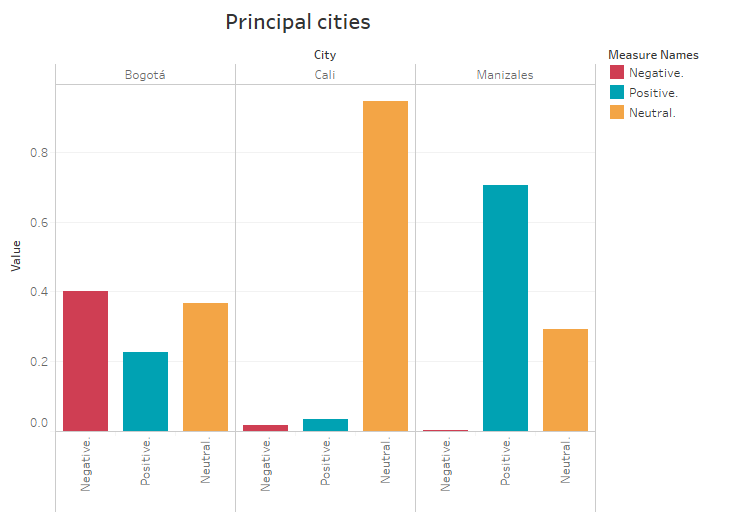 Principal cities
City
Bogotá Cali Manizales
Measure Names
Negative.
Positive.
Neutral.
Value
0.8
0.6
0.4
0.2
0.0
Negative. Positive. Neutral. Negative. Positive. Neutral. Negative. Positive. Neutral.